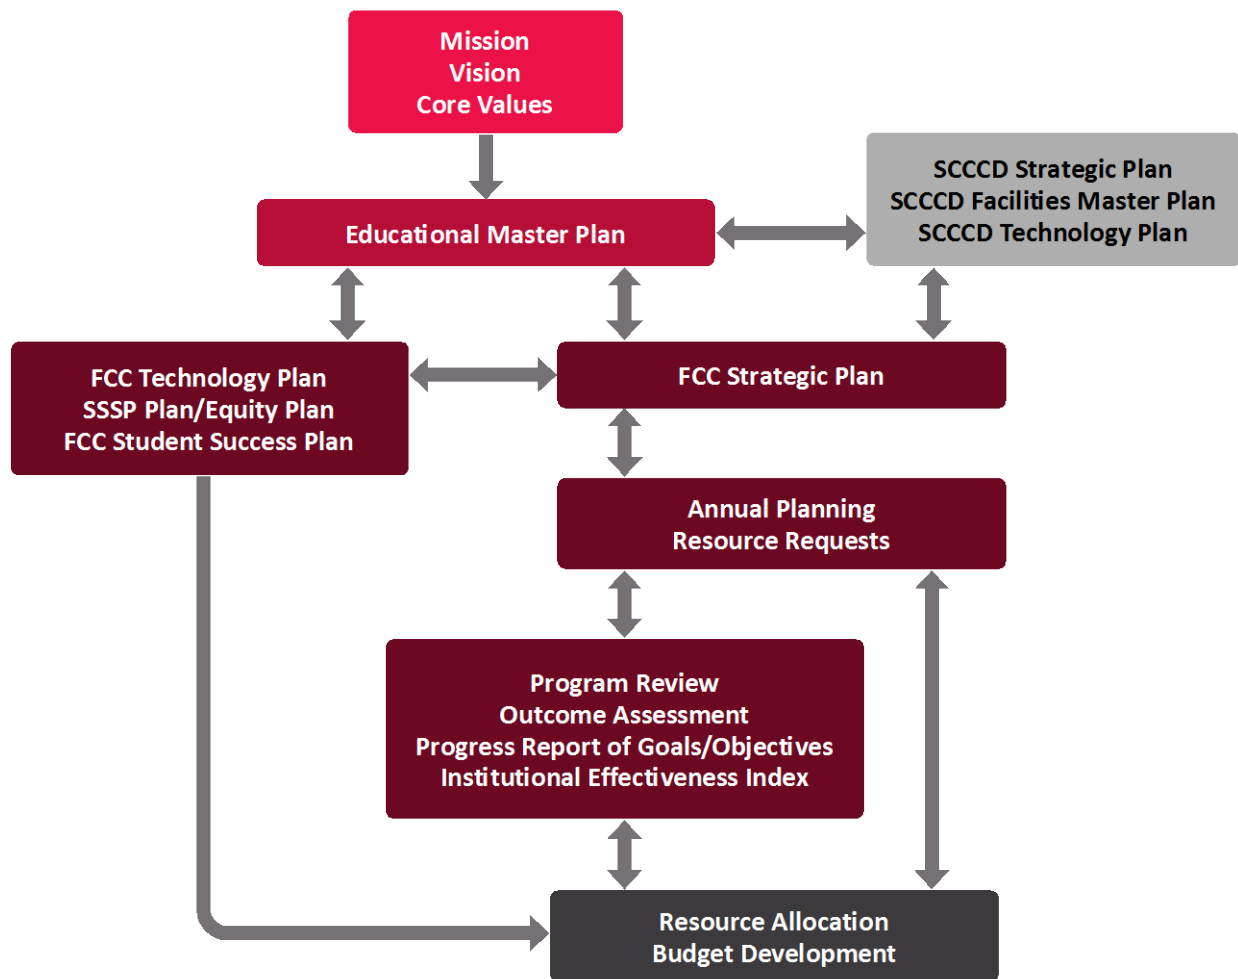 Mission
Vision
Core Values
SCCCD Strategic Plan
SCCCD Facilities Master Plan
SCCCD Technology Plan
Educational Master Plan
FCC Technology Plan
SSSP Plan/Equity Plan
FCC Student Success Plan
FCC Strategic Plan
Annual Planning
Resource Requests
Program Review
Outcome Assessment
Progress Report of Goals/Objectives
Institutional Effectiveness Index
Resource Allocation
Budget Development